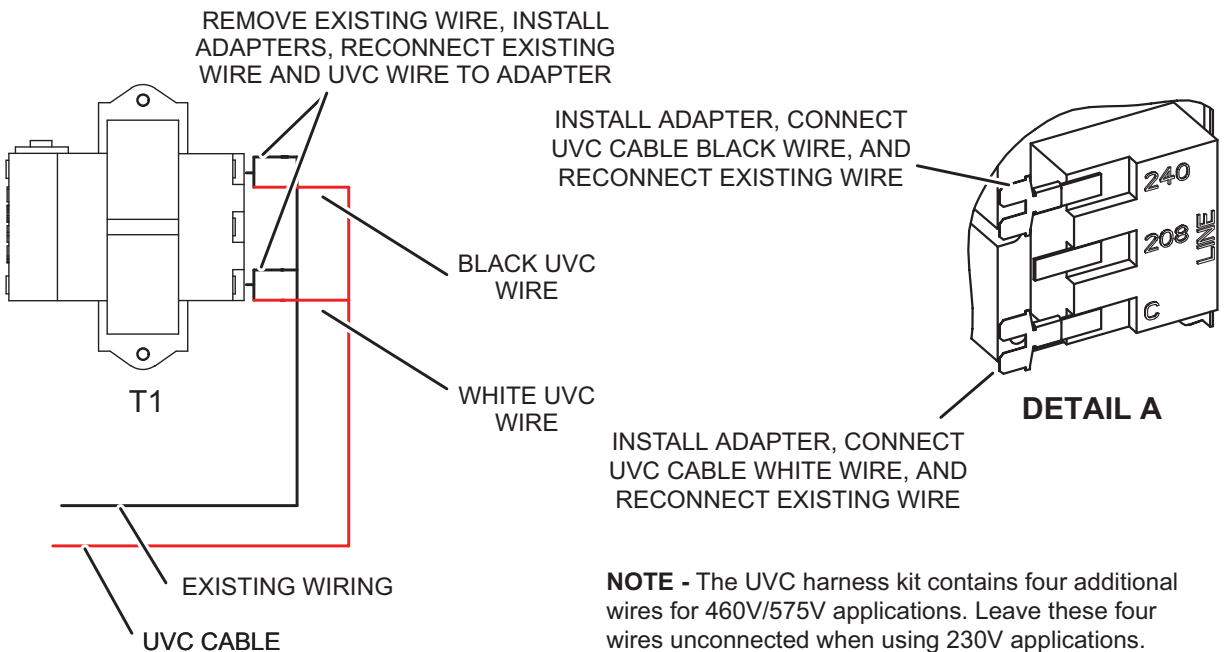 REMOVE EXISTING WIRE, INSTALL
ADAPTERS, RECONNECT EXISTING
WIRE AND UVC WIRE TO ADAPTER
INSTALL ADAPTER, CONNECT
UVC CABLE BLACK WIRE, AND
RECONNECT EXISTING WIRE
240
208
LINE
C
BLACK UVC
WIRE
T1
WHITE UVC
WIRE
DETAIL A
INSTALL ADAPTER, CONNECT
UVC CABLE WHITE WIRE, AND
RECONNECT EXISTING WIRE
EXISTING WIRING
UVC CABLE
NOTE - The UVC harness kit contains four additional
wires for 460V/575V applications. Leave these four
wires unconnected when using 230V applications.